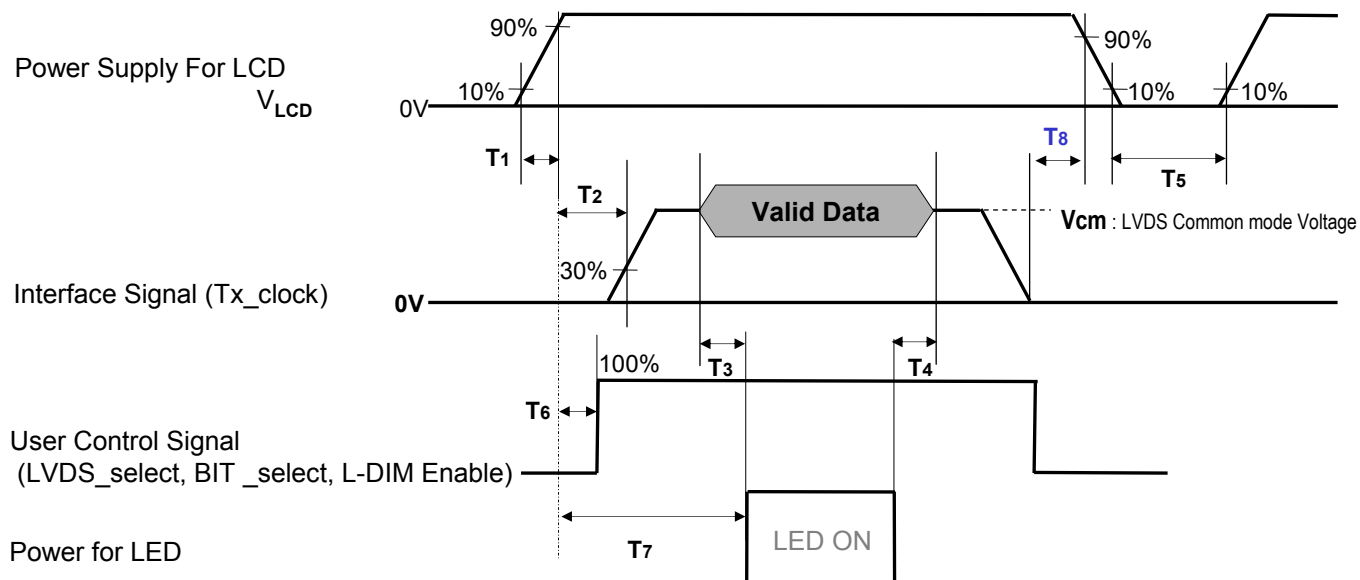 90%
90%
Power Supply For LCD
VLCD
10%
10%
10%
0V
T1
T8
T5
T2
Valid Data
Vcm : LVDS Common mode Voltage
30%
Interface Signal (Tx_clock)
0V
T3
T4
100%
T6
User Control Signal
(LVDS_select, BIT _select, L-DIM Enable)
T7
LED ON
Power for LED